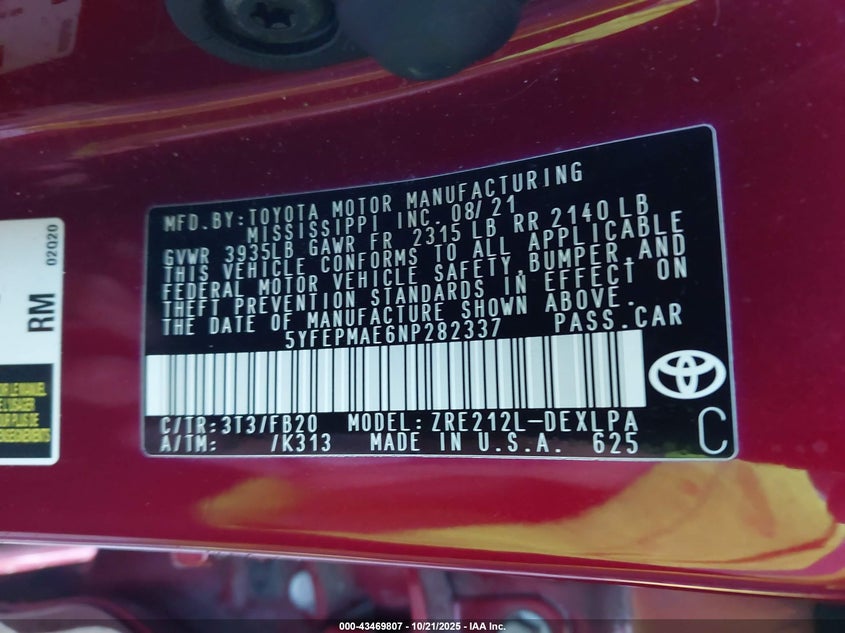 MFD.BY:TOYOTA MOTOR MANUFACTURING
MISSISSIPPI INC. 08/21
GVWR 3935LB GAWR FR 2315 LB RR 2140LB
THIS VEHICLE CONFORMS TO ALL APPLICABLE
FEDERAL MOTOR VEHICLE SAFETY,BUMPER,AND
THEFT PREVENTION STANDARDS IN EFFECT ON
THE DATE OF MANUFACTURE SHOWN ABOVE.
5YFEPMAE6NP282337 PASS.CAR
C/TR:3T3/FB20 MODEL:ZRE212L-DEXLPA
A/TM: /K313 MADE IN U.S.A. 625
C
RM
02Q20
000-43469807 - 10/21/2025 - IAA Inc.